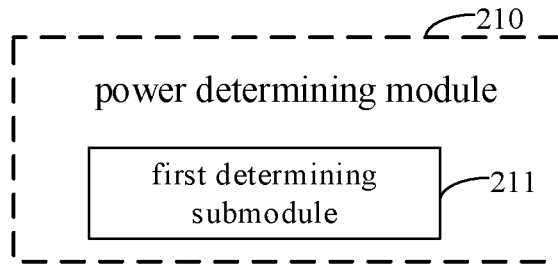 210
power determining module
first determining
submodule
211